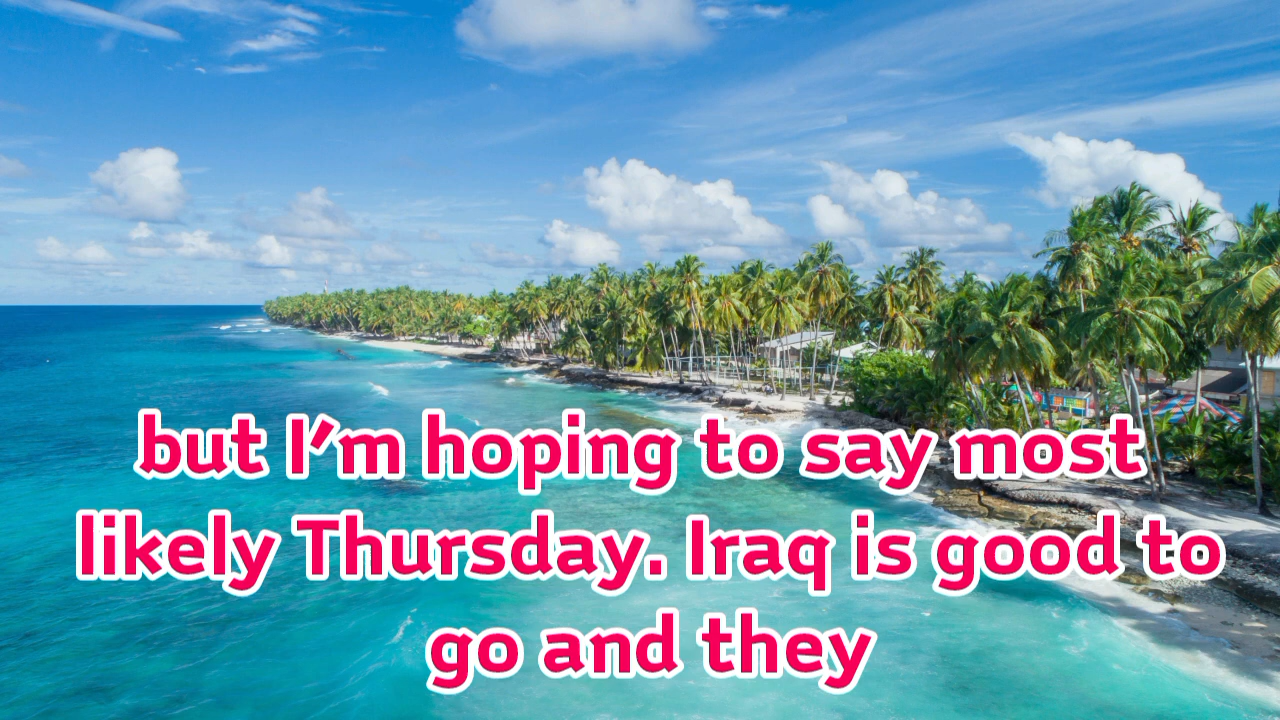 but I'm hoping to say most
likely Thursday. Iraq is good to
go and they